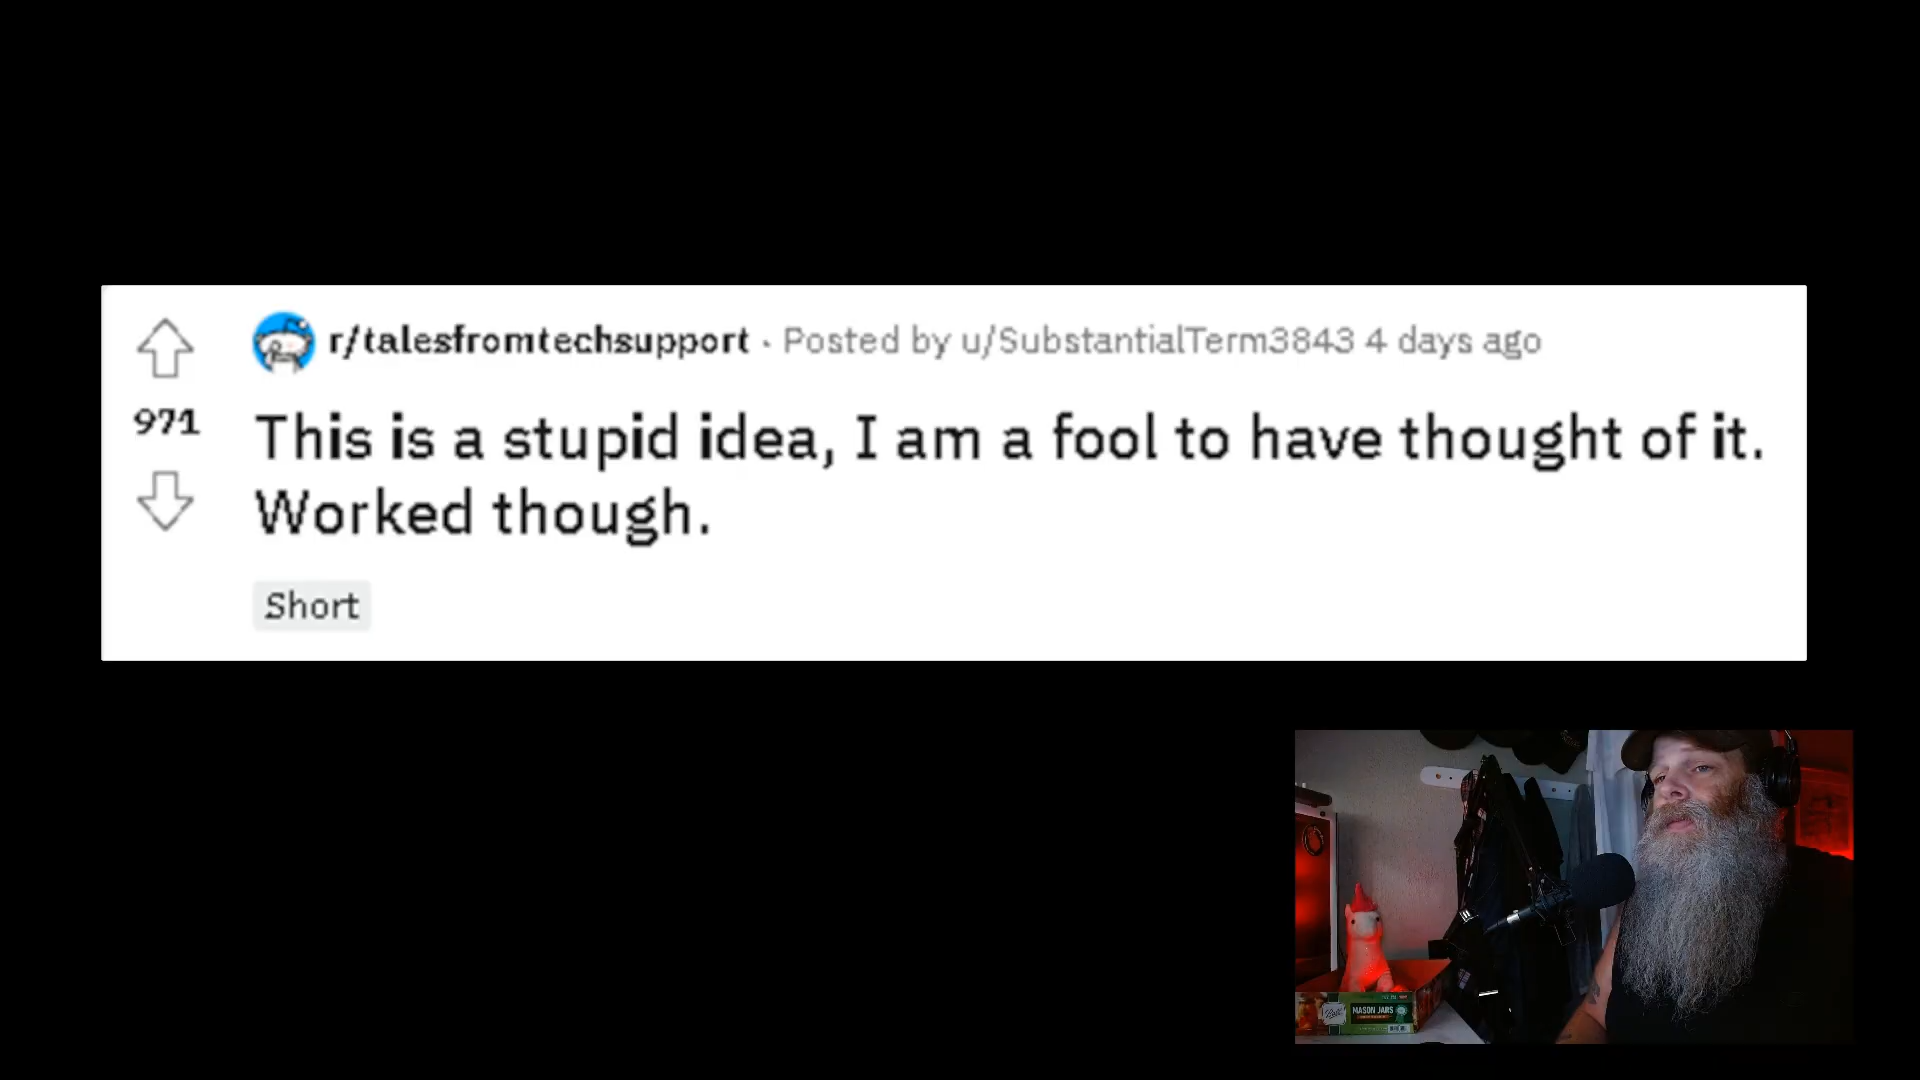 r/talesfromtechsupport · Posted by u/SubstantialTerm3843 4 days ago
971
This is a stupid idea, I am a fool to have thought of it.
Worked though.
Short
Ball
MASON JARS